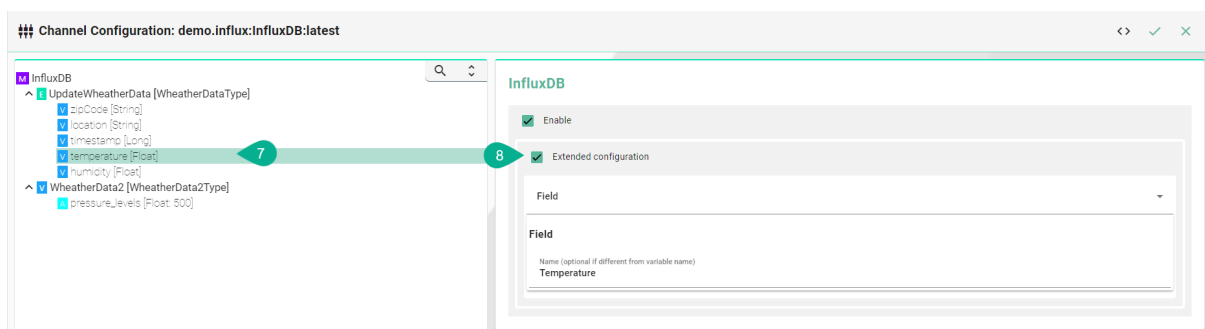 Channel Configuration: demo.influx:InfluxDB:latest
M InfluxDB
E UpdateWheatherData [WheatherDataType]
V zipCode [String]
V location [String]
V timestamp [Long]
V temperature [Float]
7
V humidity [Float]
V WheatherData2 [WheatherData2Type]
A pressure_levels [Float: 500]
InfluxDB
Enable
8
Extended configuration
Field
Field
Name (optional if different from variable name)
Temperature